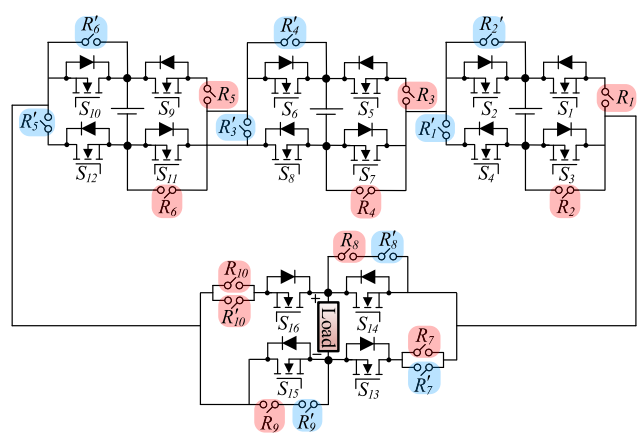 R'6 R'4 R2'
S10 S9 R5 S6 S5 R3 S2 S1 R1
R'5 R'3 R'1
S12 S11 S8 S7 S4 S3
R6 R4 R2
R8 R'8
R10
R'10
S16 + Load − S14
R7
S15 S13 R'7
R9 R'9